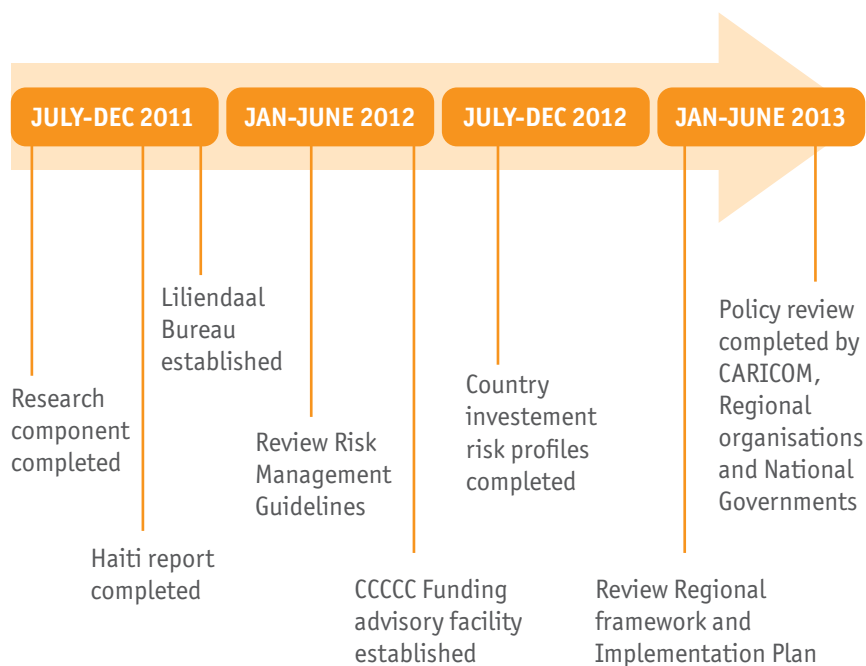 JULY-DEC 2011
JAN-JUNE 2012
JULY-DEC 2012
JAN-JUNE 2013
Research
component
completed
Haiti report
completed
Liliendaal
Bureau
established
Review Risk
Management
Guidelines
CCCCC Funding
advisory facility
established
Country
investement
risk profiles
completed
Review Regional
framework and
Implementation Plan
Policy review
completed by
CARICOM,
Regional
organisations
and National
Governments